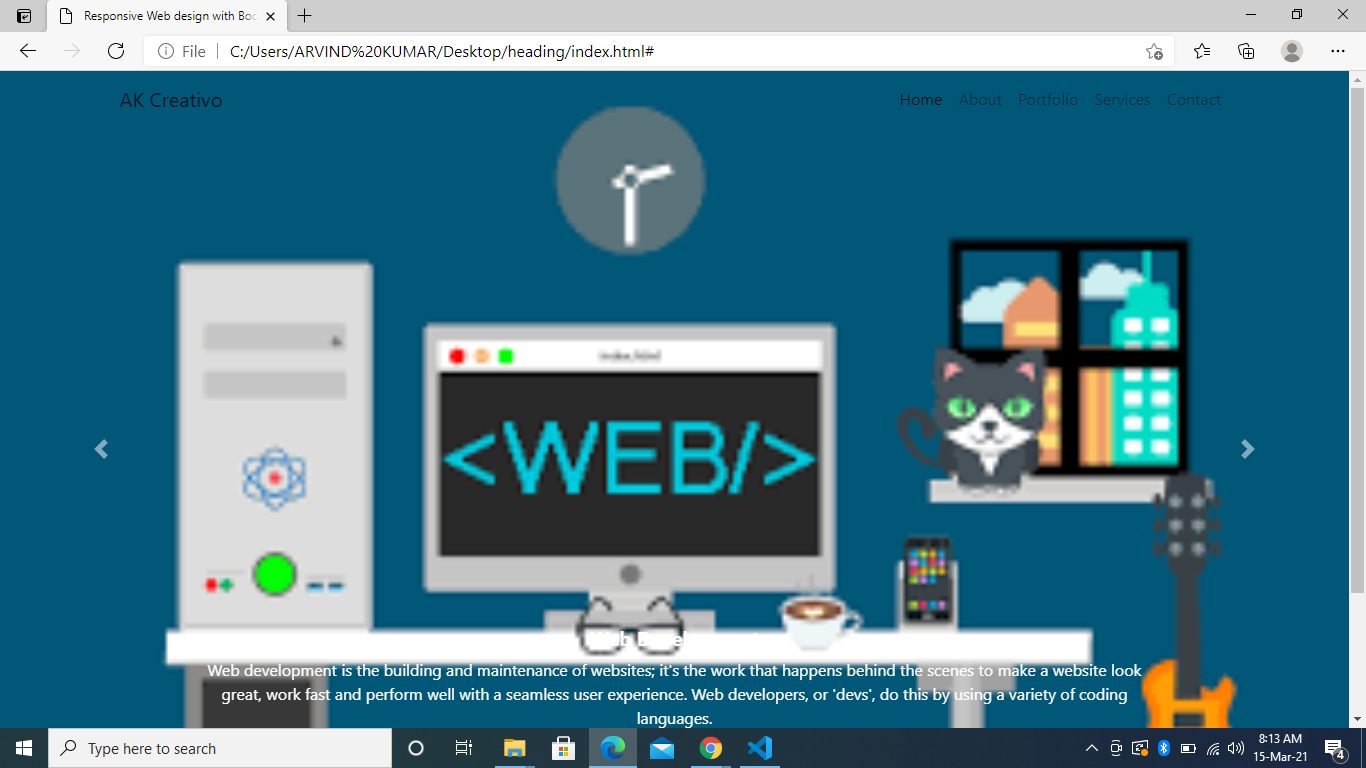 Responsive Web design with Boo
File
C:/Users/ARVIND%20KUMAR/Desktop/heading/index.html#
AK Creativo
Home About Portfolio Services Contact
index.html
<WEB/>
Web development is the building and maintenance of websites; it's the work that happens behind the scenes to make a website look
great, work fast and perform well with a seamless user experience. Web developers, or 'devs', do this by using a variety of coding
languages.
Type here to search
8:13 AM
15-Mar-21
4